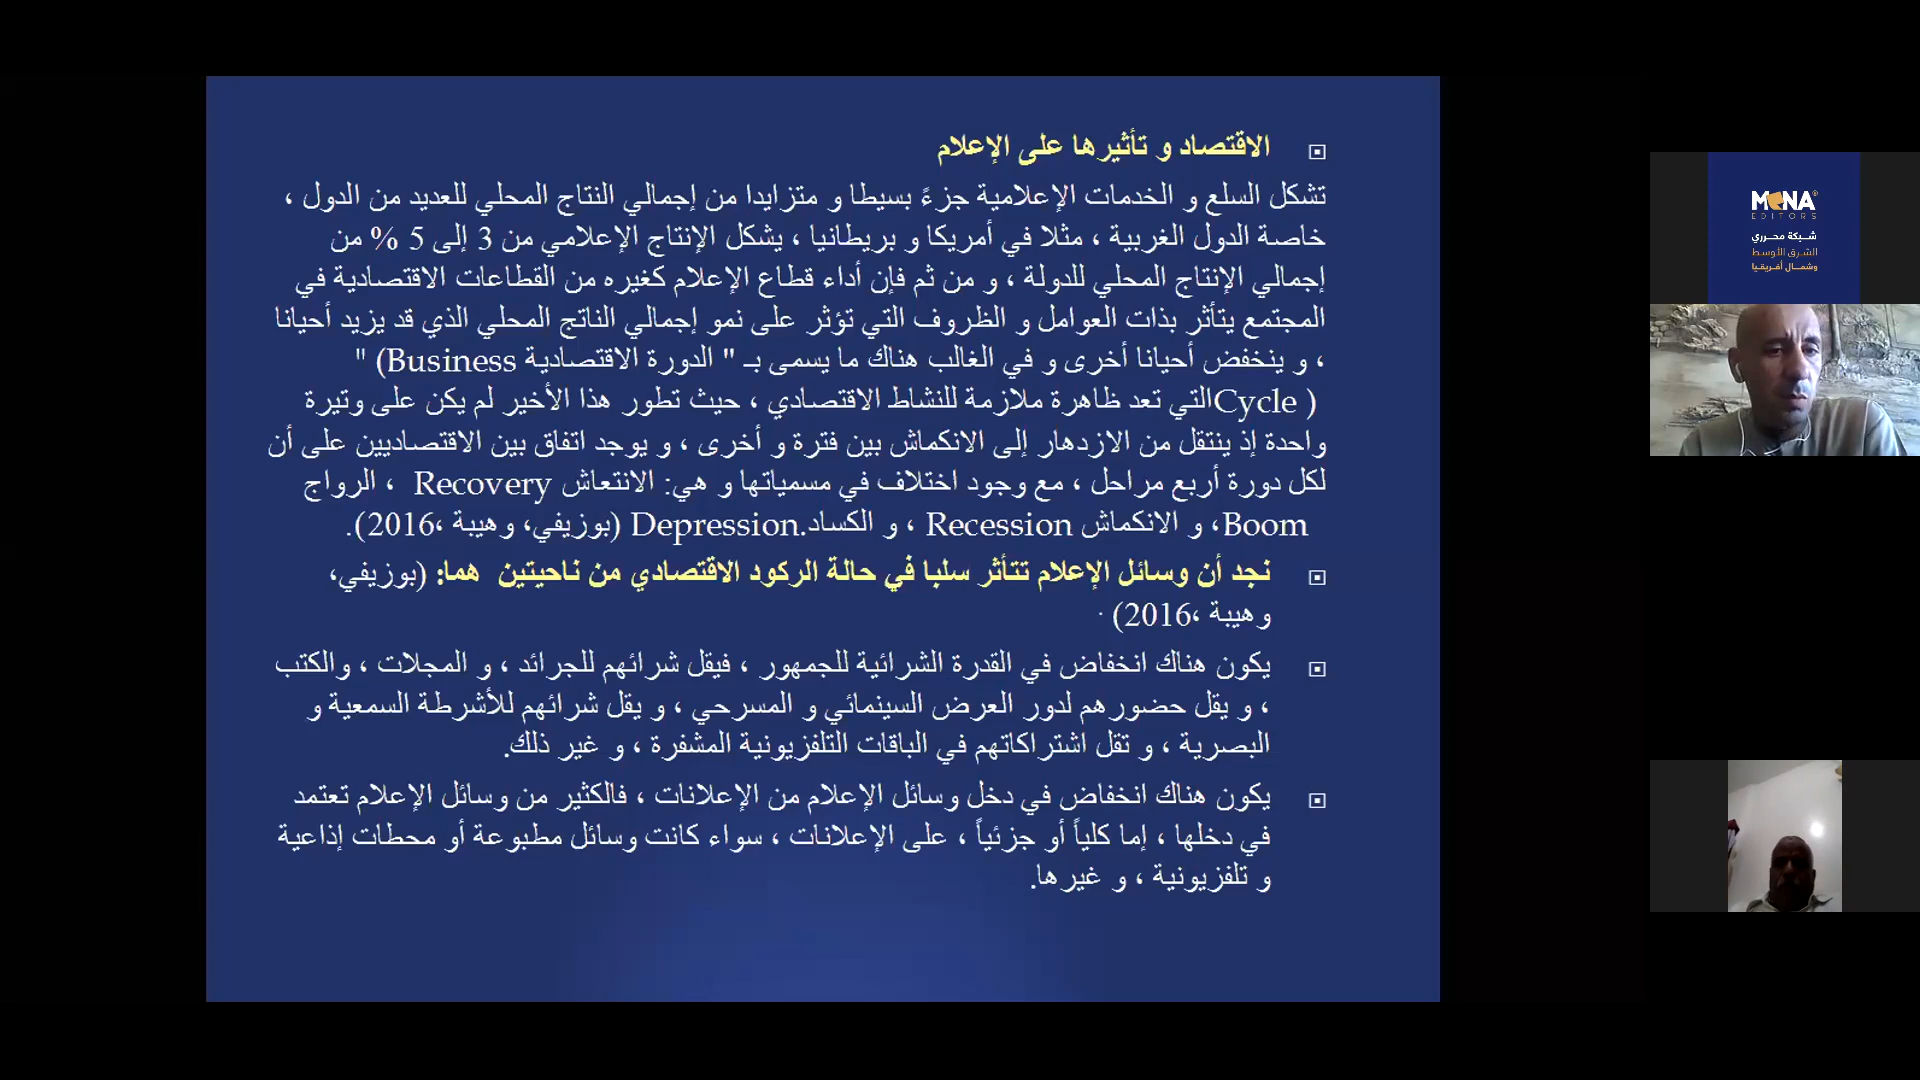 الاقتصاد و تأثيرها على الإعلام
تشكل السلع و الخدمات الإعلامية جزءً بسيطا و متزايدا من إجمالي النتاج المحلي للعديد من الدول ،
خاصة الدول الغربية ، مثلا في أمريكا و بريطانيا ، يشكل الإنتاج الإعلامي من 3 إلى 5 % من
إجمالي الإنتاج المحلي للدولة ، و من ثم فإن أداء قطاع الإعلام كغيره من القطاعات الاقتصادية في
المجتمع يتأثر بذات العوامل و الظروف التي تؤثر على نمو إجمالي الناتج المحلي الذي قد يزيد أحيانا
، و ينخفض أحيانا أخرى و في الغالب هناك ما يسمى بـ " الدورة الاقتصادية Business) "
( Cycleالتي تعد ظاهرة ملازمة للنشاط الاقتصادي ، حيث تطور هذا الأخير لم يكن على وتيرة
واحدة إذ ينتقل من الازدهار إلى الانكماش بين فترة و أخرى ، و يوجد اتفاق بين الاقتصاديين على أن
لكل دورة أربع مراحل ، مع وجود اختلاف في مسمياتها و هي: الانتعاش Recovery ، الرواج
Boom، و الانكماش Recession ، و الكساد.Depression (بوزيفي، وهيبة ،2016).
نجد أن وسائل الإعلام تتأثر سلبا في حالة الركود الاقتصادي من ناحيتين هما: (بوزيفي،
وهيبة ،2016) .
يكون هناك انخفاض في القدرة الشرائية للجمهور ، فيقل شرائهم للجرائد ، و المجلات ، والكتب
، و يقل حضورهم لدور العرض السينمائي و المسرحي ، و يقل شرائهم للأشرطة السمعية و
البصرية ، و تقل اشتراكاتهم في الباقات التلفزيونية المشفرة ، و غير ذلك.
يكون هناك انخفاض في دخل وسائل الإعلام من الإعلانات ، فالكثير من وسائل الإعلام تعتمد
في دخلها ، إما كلياً أو جزئياً ، على الإعلانات ، سواء كانت وسائل مطبوعة أو محطات إذاعية
و تلفزيونية ، و غيرها.
MENA
EDITORS
شبكة محرري
الشرق الأوسط
وشمال أفريقيا